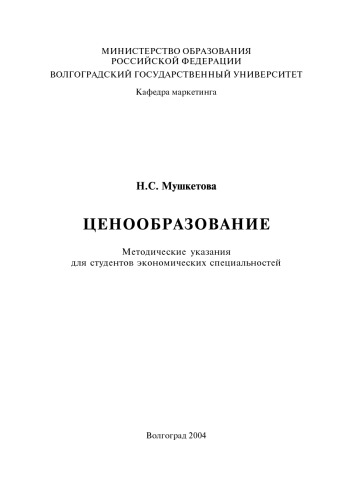 МИНИСТЕРСТВО ОБРАЗОВАНИЯ
РОССИЙСКОЙ ФЕДЕРАЦИИ
ВОЛГОГРАДСКИЙ ГОСУДАРСТВЕННЫЙ УНИВЕРСИТЕТ
Кафедра маркетинга
Н.С. Мушкетова
ЦЕНООБРАЗОВАНИЕ
Методические указания
для студентов экономических специальностей
Волгоград 2004